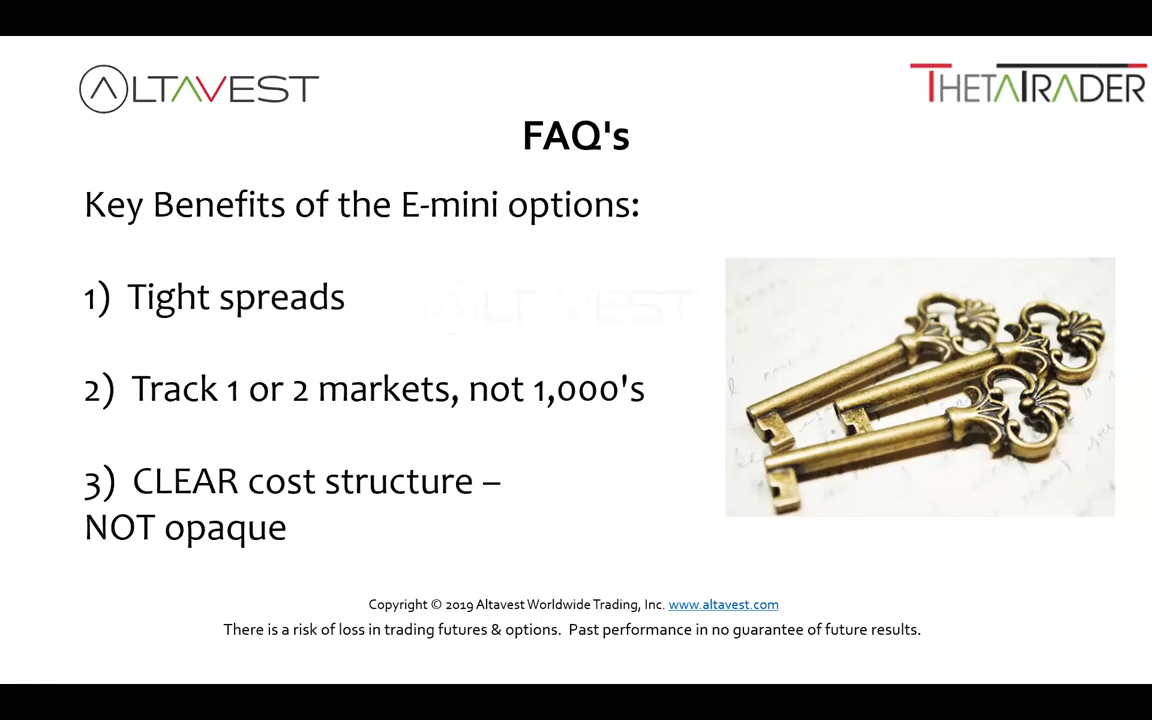 ALTAVEST
THETATRADER
FAQ's
Key Benefits of the E-mini options:
1) Tight spreads
ALTAVEST
2) Track 1 or 2 markets, not 1,000's
3) CLEAR cost structure –
NOT opaque
Copyright © 2019 Altavest Worldwide Trading, Inc. www.altavest.com
There is a risk of loss in trading futures & options. Past performance in no guarantee of future results.